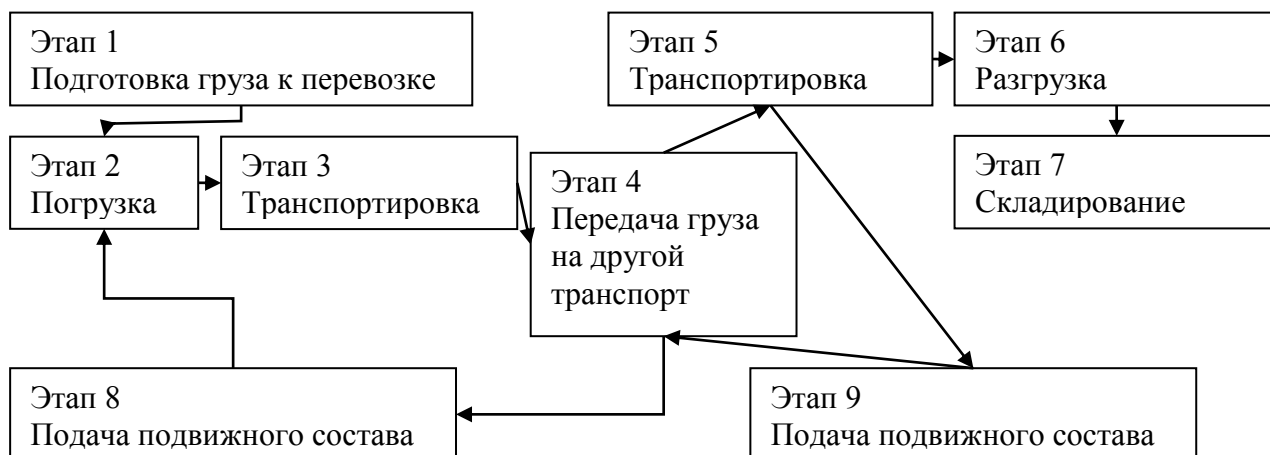 Этап 1
Подготовка груза к перевозке
Этап 2
Погрузка
Этап 3
Транспортировка
Этап 4
Передача груза
на другой
транспорт
Этап 5
Транспортировка
Этап 6
Разгрузка
Этап 7
Складирование
Этап 8
Подача подвижного состава
Этап 9
Подача подвижного состава